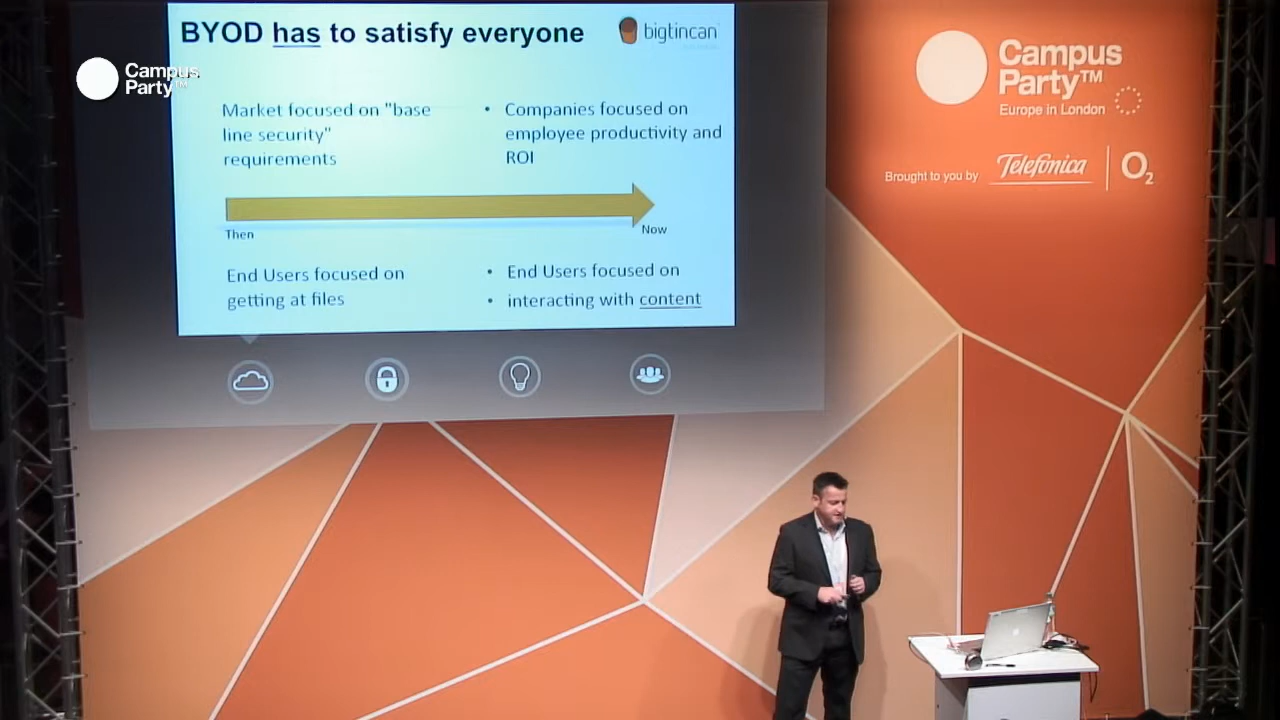 BYOD has to satisfy everyone
bigtincan
Campus
Party™
Market focused on "base
line security"
requirements
• Companies focused on
employee productivity and
ROI
Then
Now
End Users focused on
getting at files
• End Users focused on
• interacting with content
Campus
Party™
Europe in London
Brought to you by
Telefónica
O2